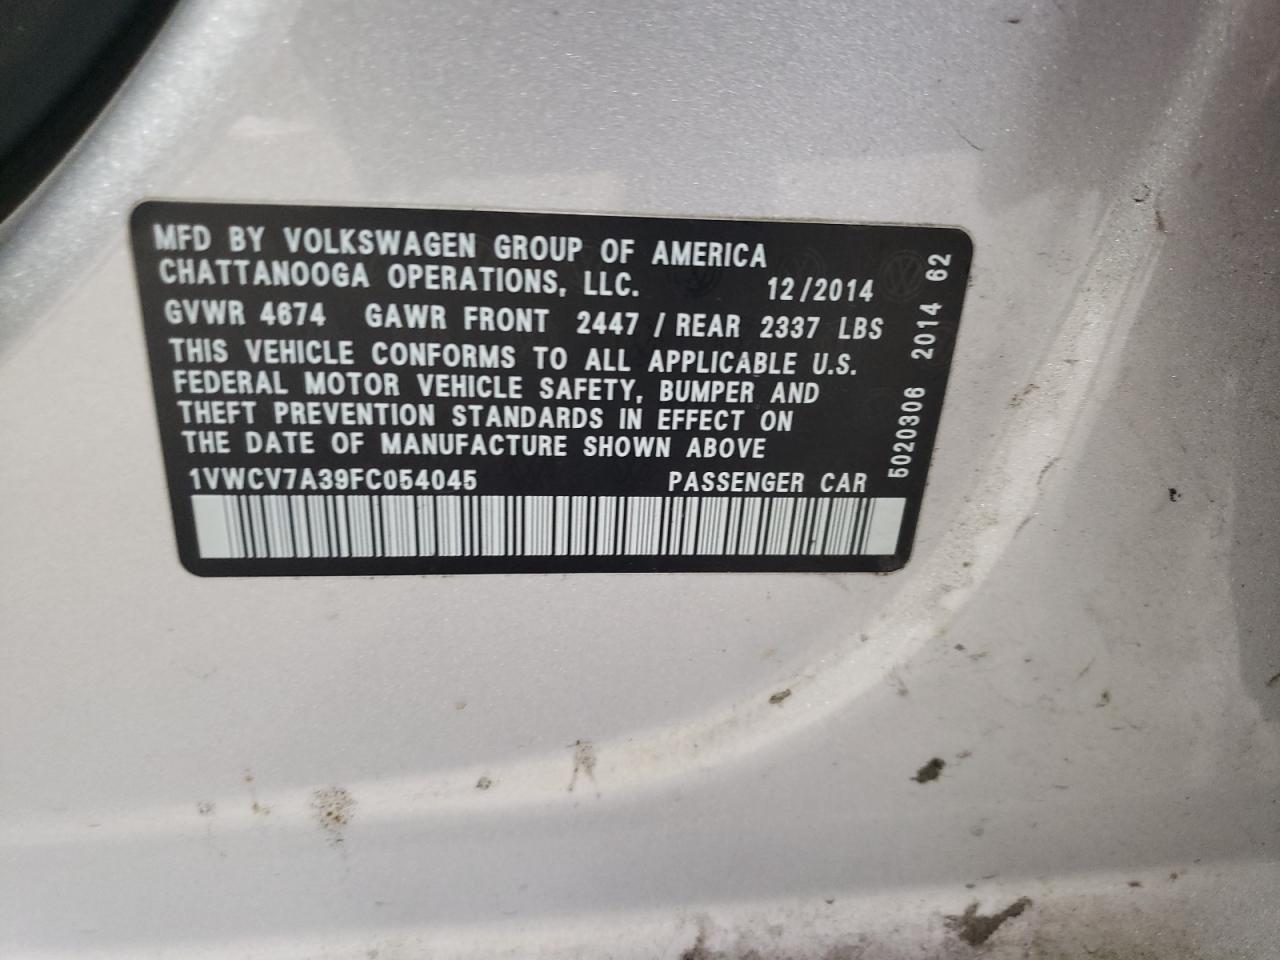 MFD BY VOLKSWAGEN GROUP OF AMERICA
CHATTANOOGA OPERATIONS, LLC. 12/2014
GVWR 4674 GAWR FRONT 2447 / REAR 2337 LBS
THIS VEHICLE CONFORMS TO ALL APPLICABLE U.S.
FEDERAL MOTOR VEHICLE SAFETY, BUMPER AND
THEFT PREVENTION STANDARDS IN EFFECT ON
THE DATE OF MANUFACTURE SHOWN ABOVE
1VWCV7A39FC054045 PASSENGER CAR
5020306 2014 62